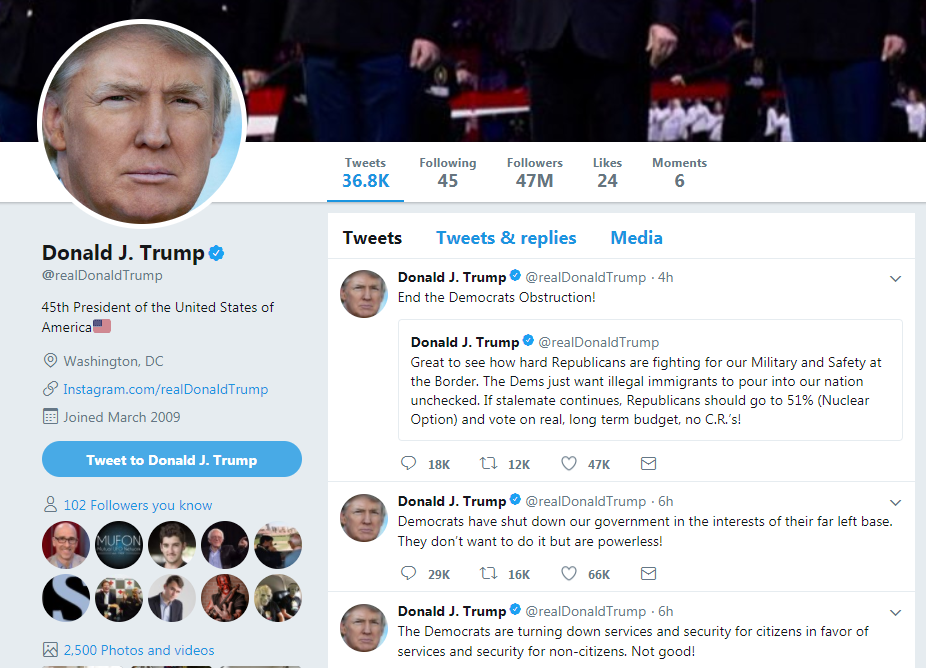 Tweets
36.8K
Following
45
Followers
47M
Likes
24
Moments
6
Donald J. Trump
@realDonaldTrump
45th President of the United States of
America
Washington, DC
Instagram.com/realDonaldTrump
Joined March 2009
Tweet to Donald J. Trump
102 Followers you know
MUFON
S
2,500 Photos and videos
Tweets Tweets & replies Media
Donald J. Trump @realDonaldTrump · 4h
End the Democrats Obstruction!
Donald J. Trump @realDonaldTrump
Great to see how hard Republicans are fighting for our Military and Safety at
the Border. The Dems just want illegal immigrants to pour into our nation
unchecked. If stalemate continues, Republicans should go to 51% (Nuclear
Option) and vote on real, long term budget, no C.R.'s!
18K 12K 47K
Donald J. Trump @realDonaldTrump · 6h
Democrats have shut down our government in the interests of their far left base.
They don't want to do it but are powerless!
29K 16K 66K
Donald J. Trump @realDonaldTrump · 6h
The Democrats are turning down services and security for citizens in favor of
services and security for non-citizens. Not good!